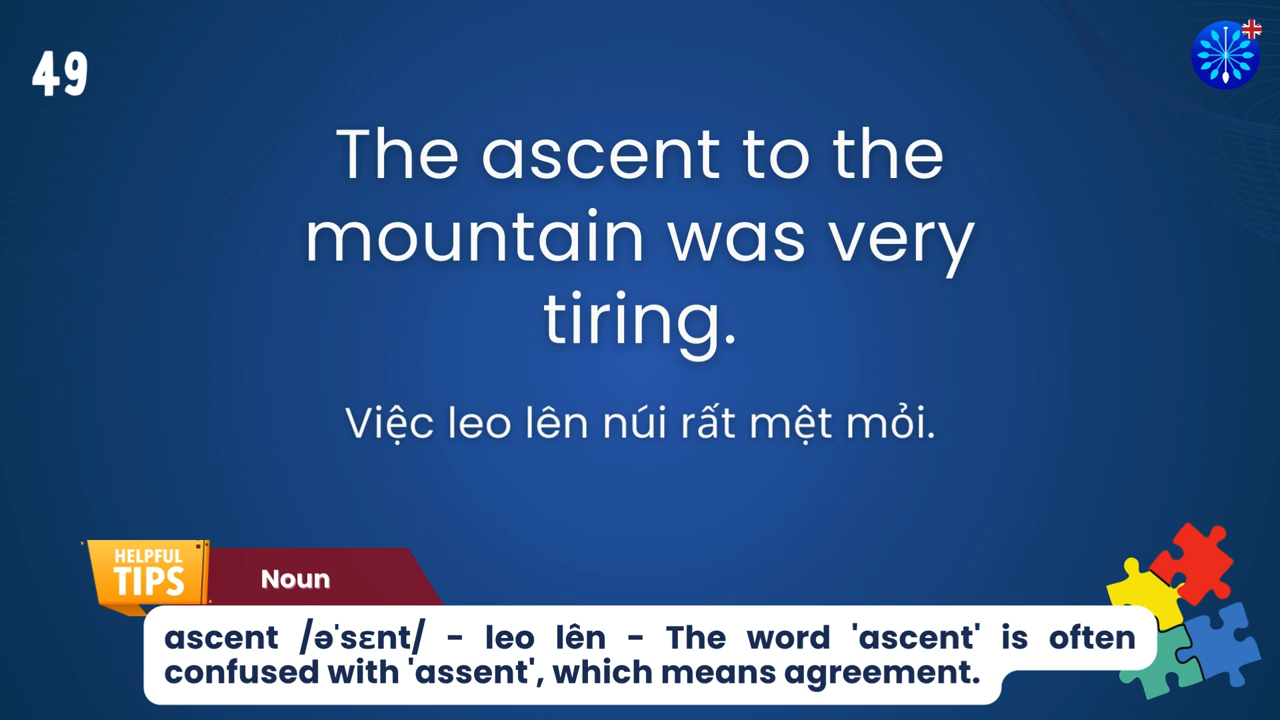 49
The ascent to the
mountain was very
tiring.
Việc leo lên núi rất mệt mỏi.
HELPFUL
TIPS
Noun
ascent /əˈsɛnt/ - leo lên - The word 'ascent' is often
confused with 'assent', which means agreement.